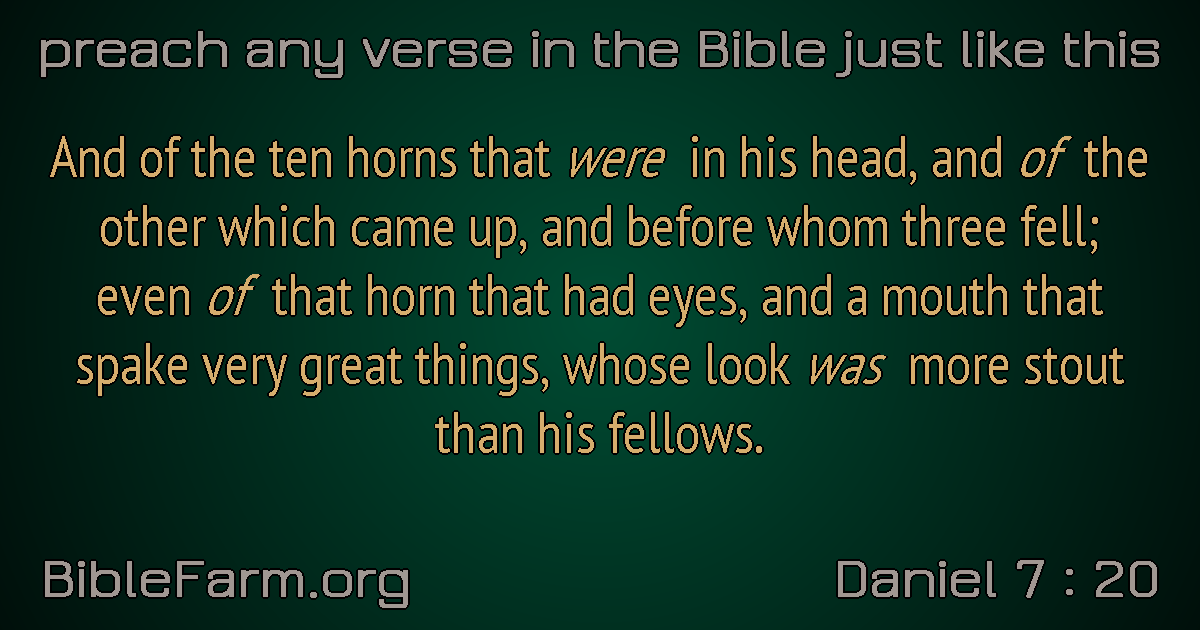 preach any verse in the Bible just like this
And of the ten horns that were in his head, and of the
other which came up, and before whom three fell;
even of that horn that had eyes, and a mouth that
spake very great things, whose look was more stout
than his fellows.
BibleFarm.org
Daniel 7 : 20